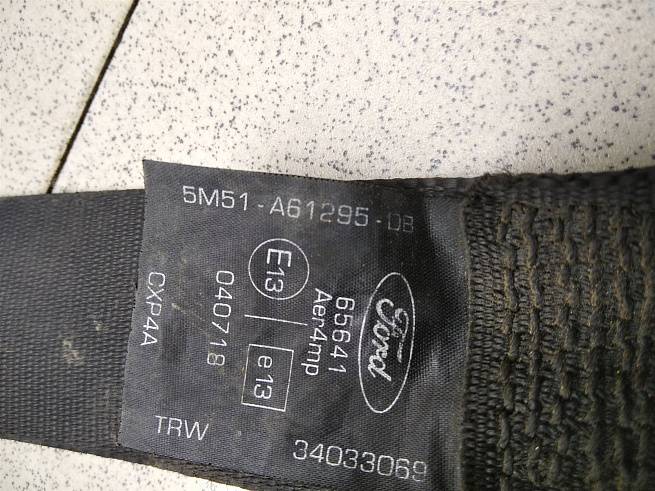 5M51-A61295-DB
Ford
65641
Aer4mp
E13
e13
040718
CXP4A
TRW
34033069